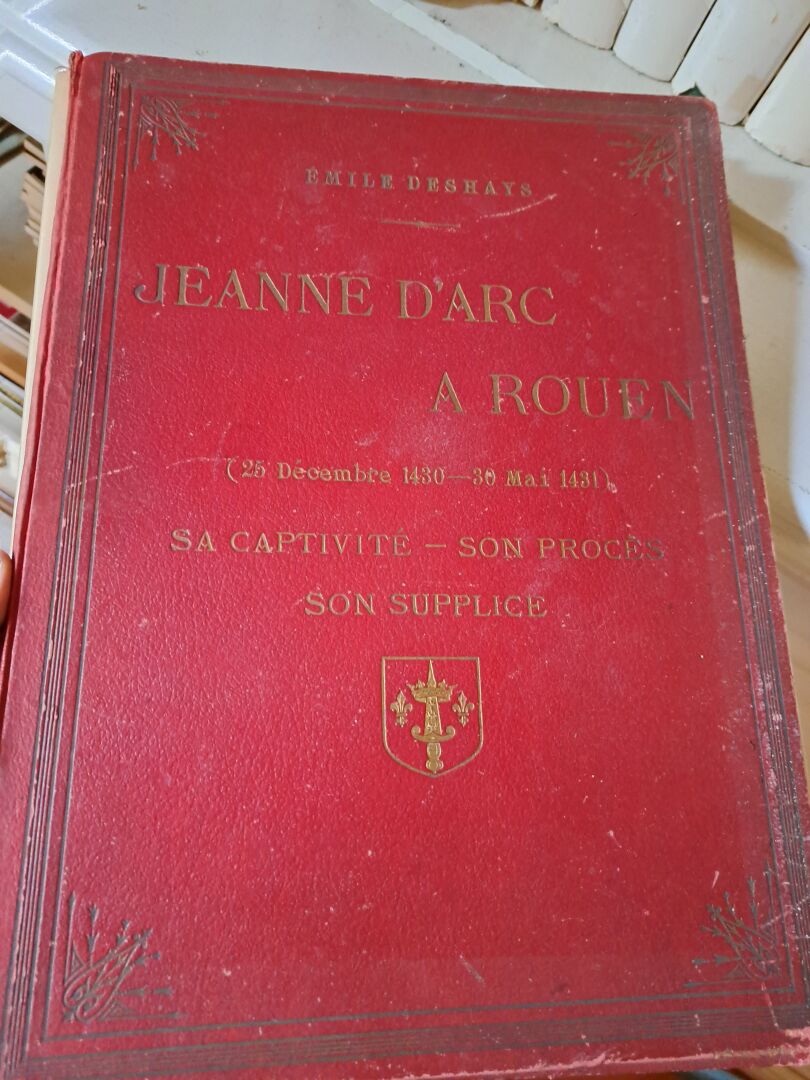 ÉMILE DESHAYS
JEANNE D'ARC
A ROUEN
(25 Décembre 1430—30 Mai 1431)
SA CAPTIVITÉ — SON PROCÈS
SON SUPPLICE